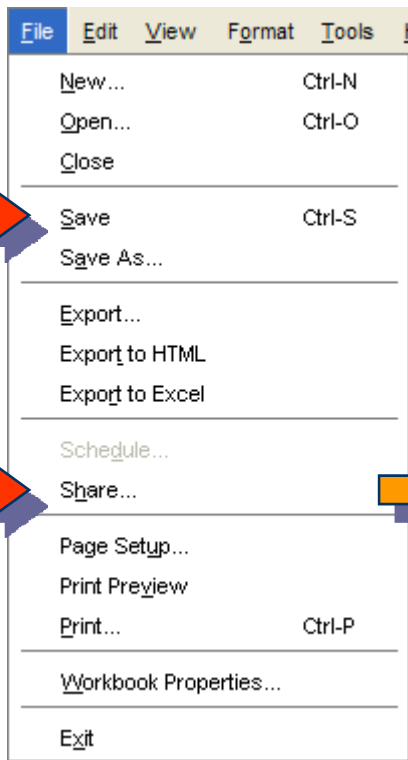 File Edit View Format Tools
New... Ctrl-N
Open... Ctrl-O
Close
Save Ctrl-S
Save As...
Export...
Export to HTML
Export to Excel
Schedule...
Share...
Page Setup...
Print Preview
Print... Ctrl-P
Workbook Properties...
Exit